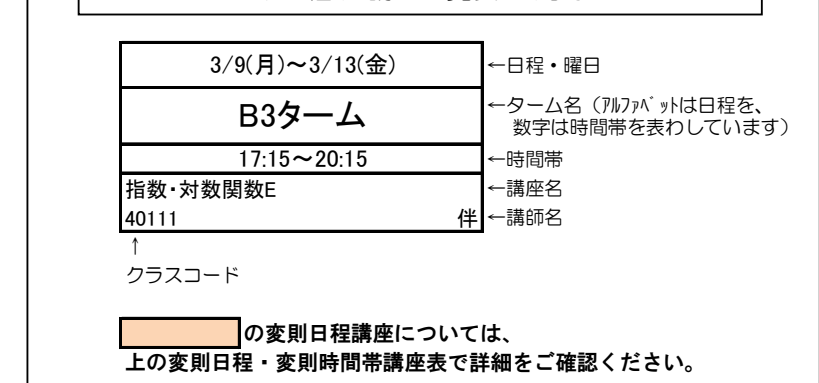 3/9(月)～3/13(金) ←日程・曜日
B3ターム ←ターム名（ｱﾙﾌｧﾍﾞｯﾄは日程を、
数字は時間帯を表わしています）
17:15～20:15 ←時間帯
指数・対数関数E ←講座名
40111 伴 ←講師名
↑
クラスコード
の変則日程講座については、
上の変則日程・変則時間帯講座表で詳細をご確認ください。